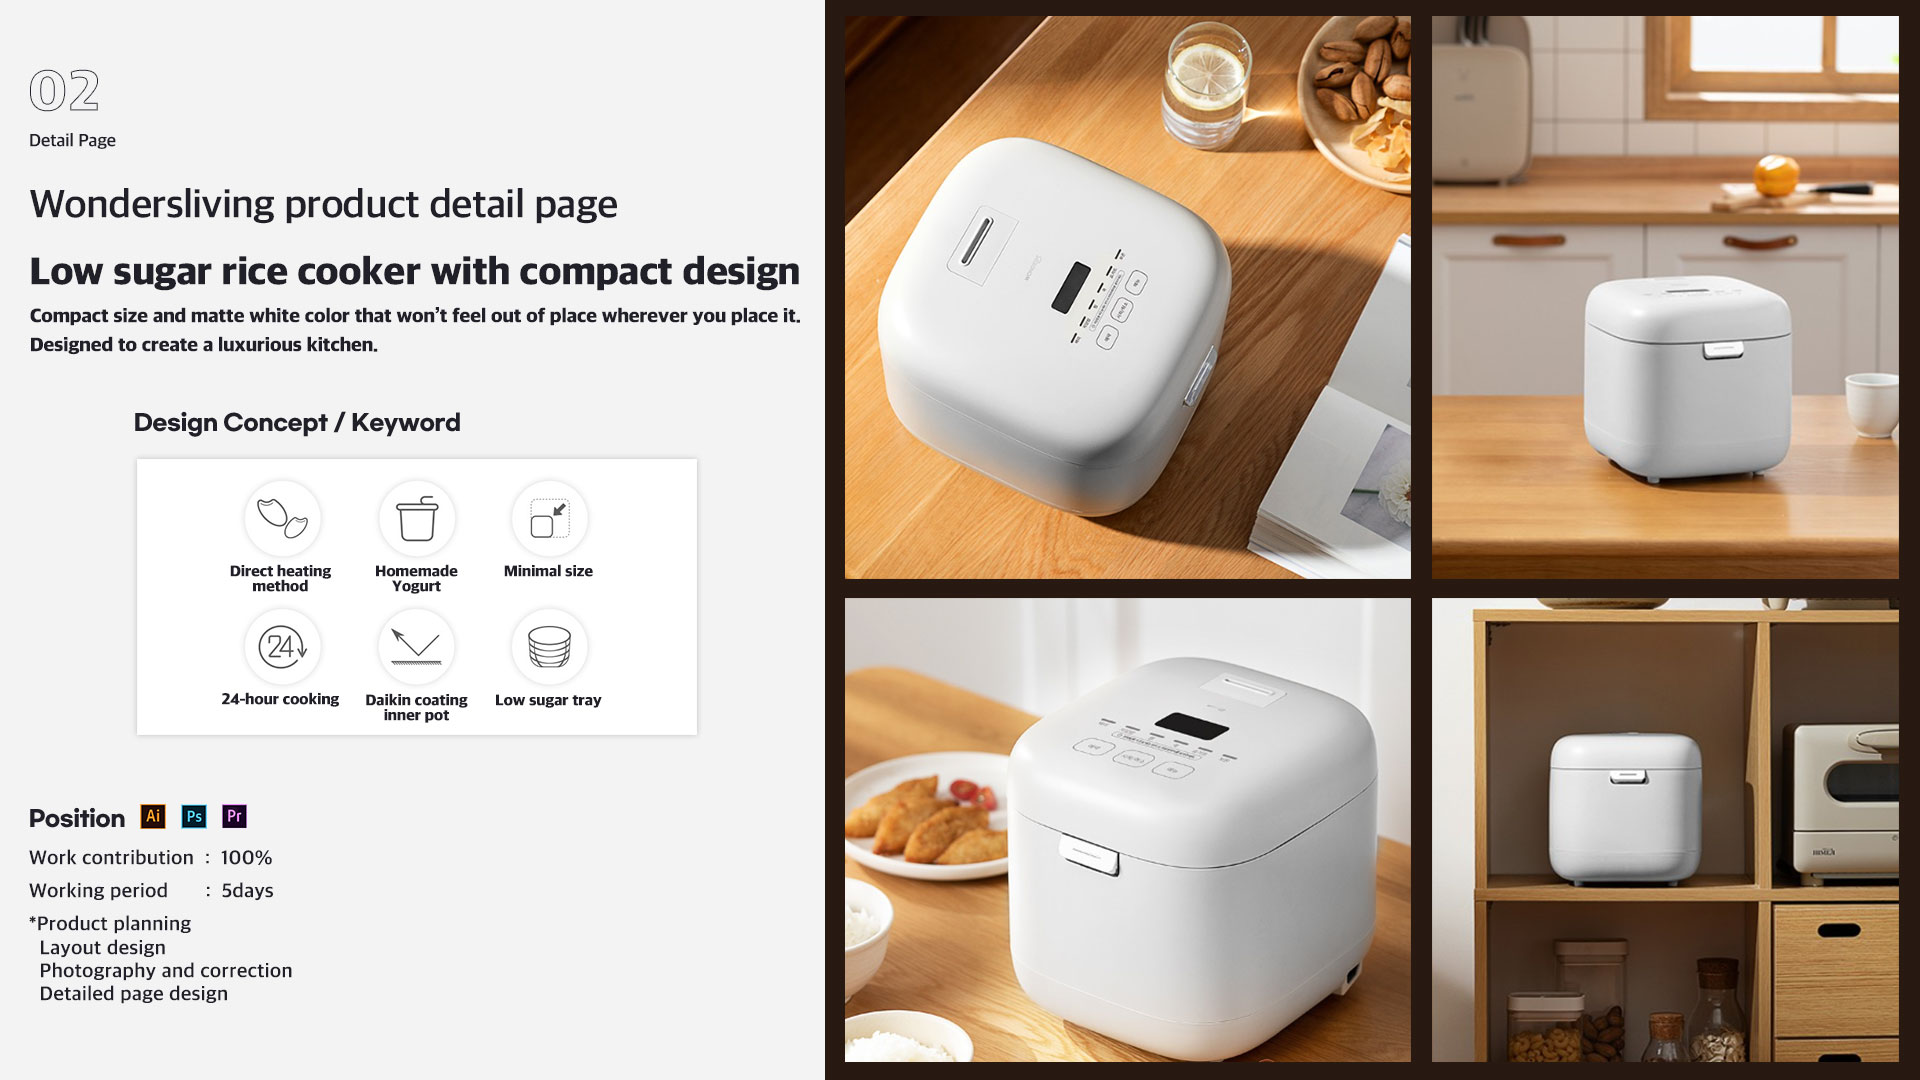 02
Detail Page
Wondersliving product detail page
Low sugar rice cooker with compact design
Compact size and matte white color that won’t feel out of place wherever you place it.
Designed to create a luxurious kitchen.
Design Concept / Keyword
Direct heating
method
Homemade
Yogurt
Minimal size
24
24-hour cooking
Daikin coating
inner pot
Low sugar tray
Position Ai Ps Pr
Work contribution : 100%
Working period : 5days
*Product planning
Layout design
Photography and correction
Detailed page design